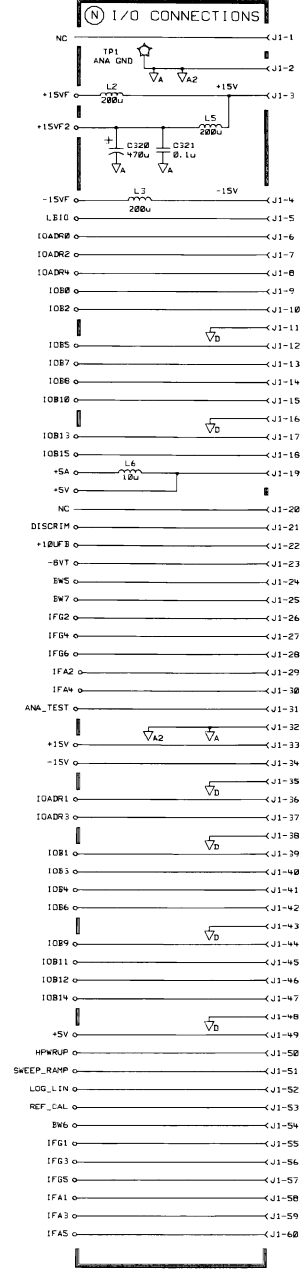 N I/O CONNECTIONS
NC J1-1
TP1
ANA GND
J1-2
A A2
L2 +15V
+15VF J1-3
200u
L5
+15VF2
200u
+ C320 C321
470u 0.1u
A A
L3 -15V
-15VF J1-4
200u
LBIO J1-5
IOADR0 J1-6
IOADR2 J1-7
IOADR4 J1-8
IOB0 J1-9
IOB2 J1-10
J1-11
D
IOB5 J1-12
IOB7 J1-13
IOB8 J1-14
IOB10 J1-15
J1-16
D
IOB13 J1-17
IOB15 J1-18
L6
+5A J1-19
10u
+5V
NC J1-20
DISCRIM J1-21
+10UFB J1-22
-8VT J1-23
BW5 J1-24
BW7 J1-25
IFG2 J1-26
IFG4 J1-27
IFG6 J1-28
IFA2 J1-29
IFA4 J1-30
ANA_TEST J1-31
J1-32
A2 A
+15V J1-33
-15V J1-34
J1-35
D
IOADR1 J1-36
IOADR3 J1-37
J1-38
D
IOB1 J1-39
IOB3 J1-40
IOB4 J1-41
IOB6 J1-42
J1-43
D
IOB9 J1-44
IOB11 J1-45
IOB12 J1-46
IOB14 J1-47
J1-48
D
+5V J1-49
HPWRUP J1-50
SWEEP_RAMP J1-51
LOG_LIN J1-52
REF_CAL J1-53
BW6 J1-54
IFG1 J1-55
IFG3 J1-56
IFG5 J1-57
IFA1 J1-58
IFA3 J1-59
IFA5 J1-60